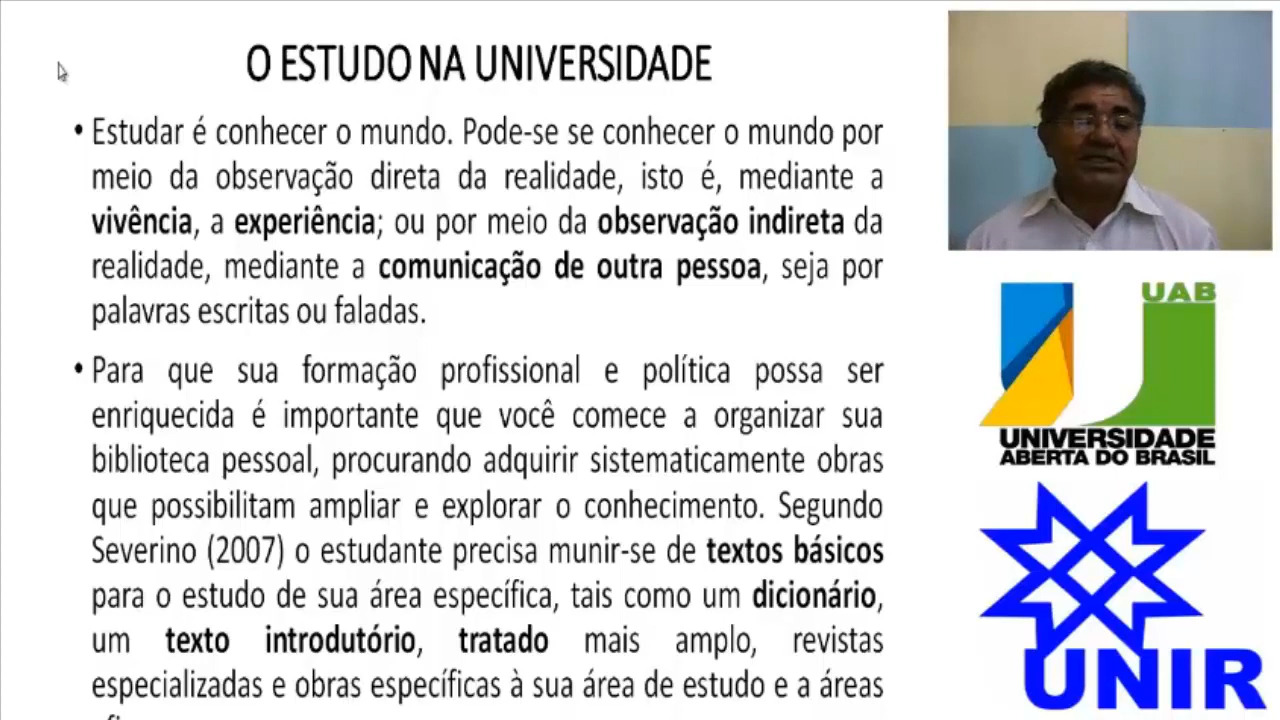 O ESTUDO NA UNIVERSIDADE
• Estudar é conhecer o mundo. Pode-se se conhecer o mundo por
meio da observação direta da realidade, isto é, mediante a
vivência, a experiência; ou por meio da observação indireta da
realidade, mediante a comunicação de outra pessoa, seja por
palavras escritas ou faladas.
• Para que sua formação profissional e política possa ser
enriquecida é importante que você comece a organizar sua
biblioteca pessoal, procurando adquirir sistematicamente obras
que possibilitam ampliar e explorar o conhecimento. Segundo
Severino (2007) o estudante precisa munir-se de textos básicos
para o estudo de sua área específica, tais como um dicionário,
um texto introdutório, tratado mais amplo, revistas
especializadas e obras específicas à sua área de estudo e a áreas
UAB
UNIVERSIDADE
ABERTA DO BRASIL
UNIR